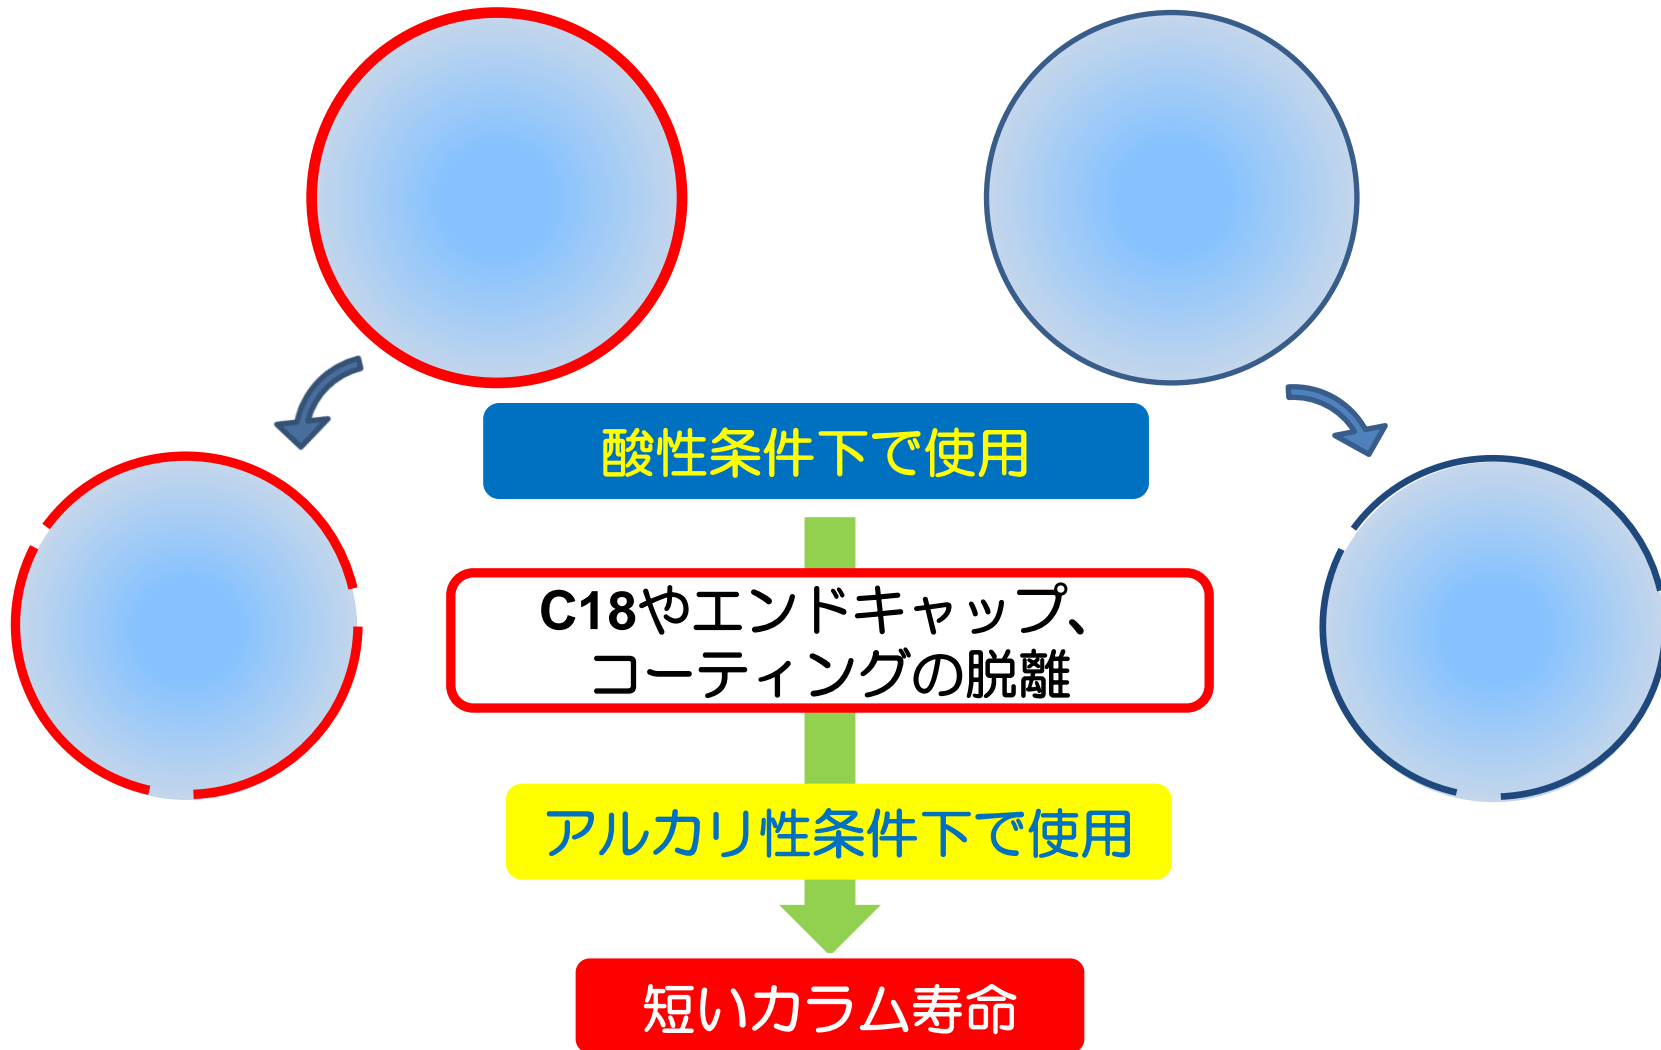 酸性条件下で使用
C18やエンドキャップ、
コーティングの脱離
アルカリ性条件下で使用
短いカラム寿命